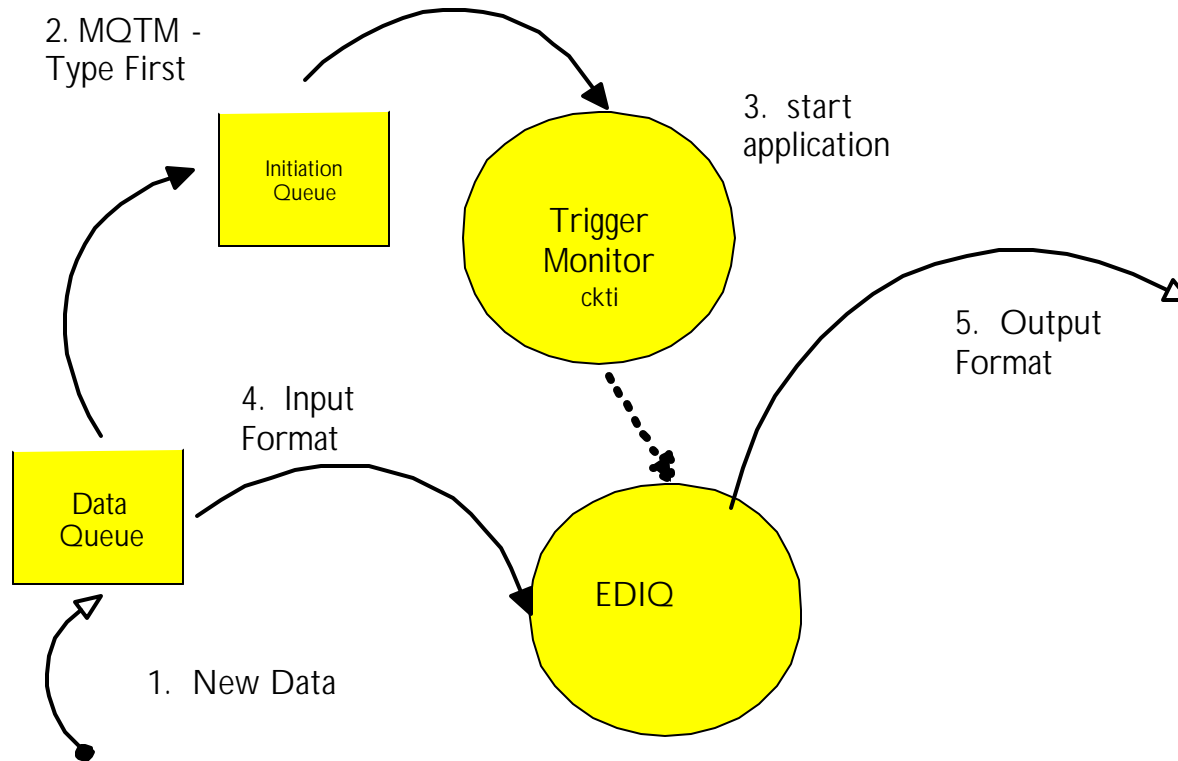 2. MQTM -
Type First
Initiation
Queue
Trigger
Monitor
ckti
3. start
application
5. Output
Format
4. Input
Format
Data
Queue
EDIQ
1. New Data